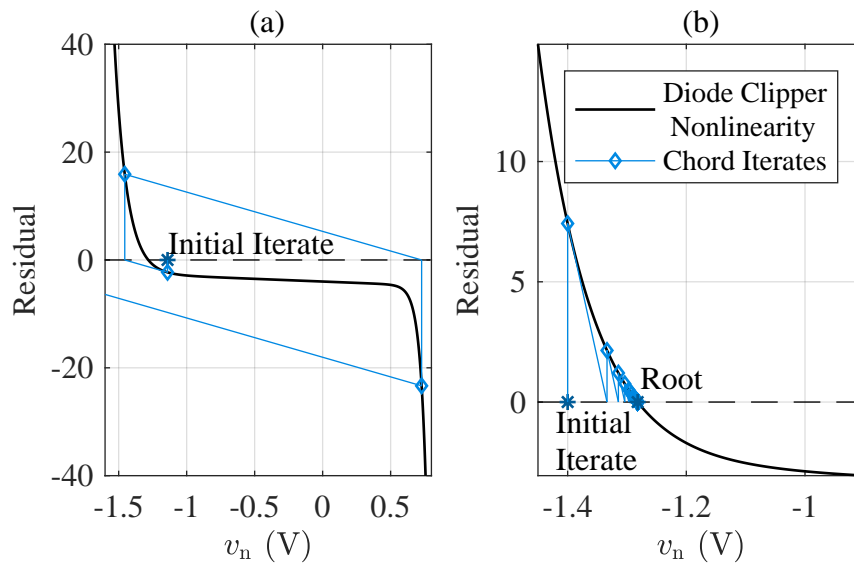 (a)
40
20
0
-20
-40
Residual
Initial Iterate
-1.5
-1
-0.5
0
0.5
v_n (V)
(b)
10
5
0
Residual
Diode Clipper
Nonlinearity
Chord Iterates
Root
Initial
Iterate
-1.4
-1.2
-1
v_n (V)